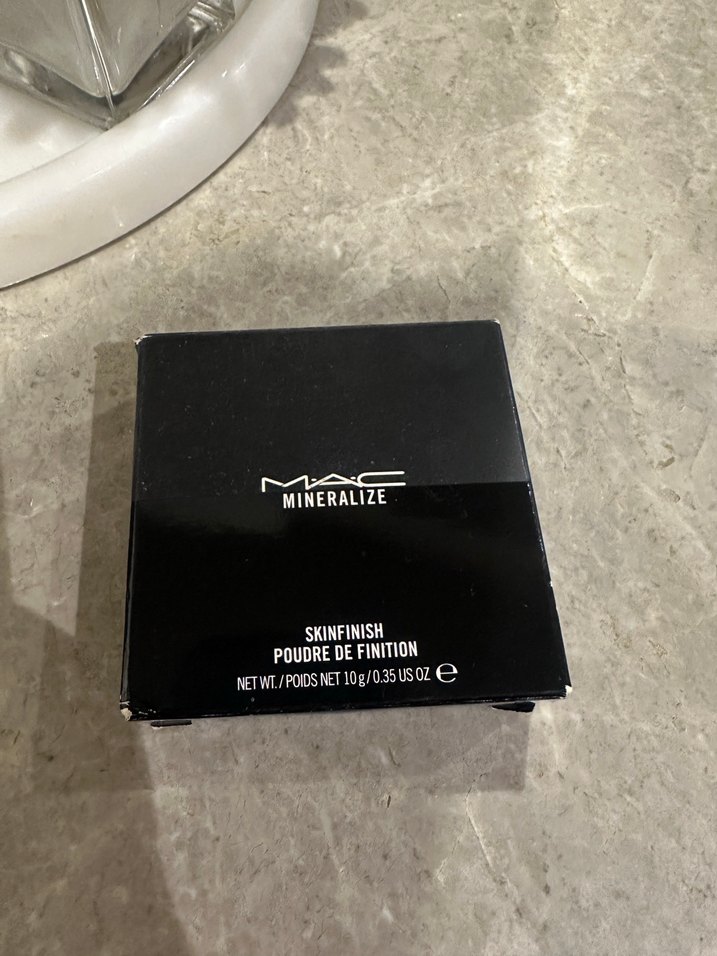 M·A·C
MINERALIZE
SKINFINISH
POUDRE DE FINITION
NET WT./POIDS NET 10 g/0.35 US OZ ℮